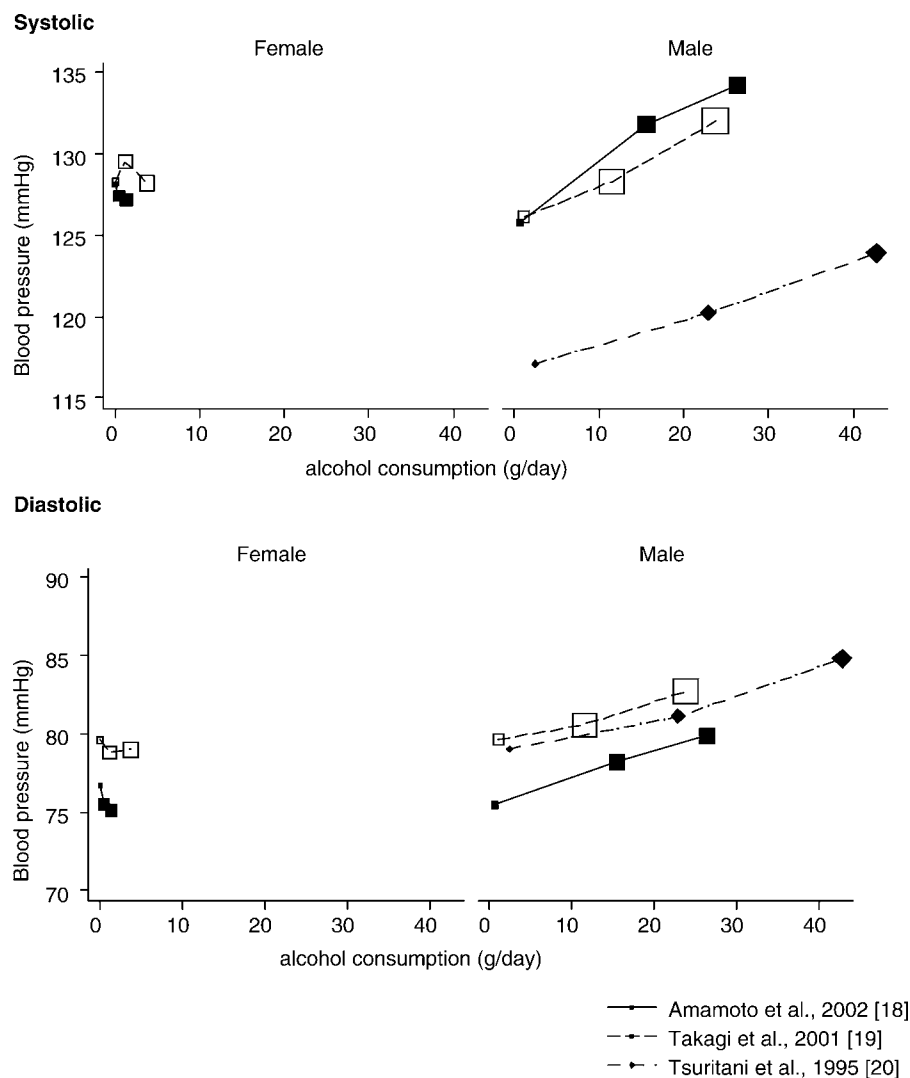 Systolic
Female Male
Blood pressure (mmHg)
135
130
125
120
115
0 10 20 30 40 0 10 20 30 40
alcohol consumption (g/day)
Diastolic
Female Male
Blood pressure (mmHg)
90
85
80
75
70
0 10 20 30 40 0 10 20 30 40
alcohol consumption (g/day)
Amamoto et al., 2002 [18]
Takagi et al., 2001 [19]
Tsuritani et al., 1995 [20]